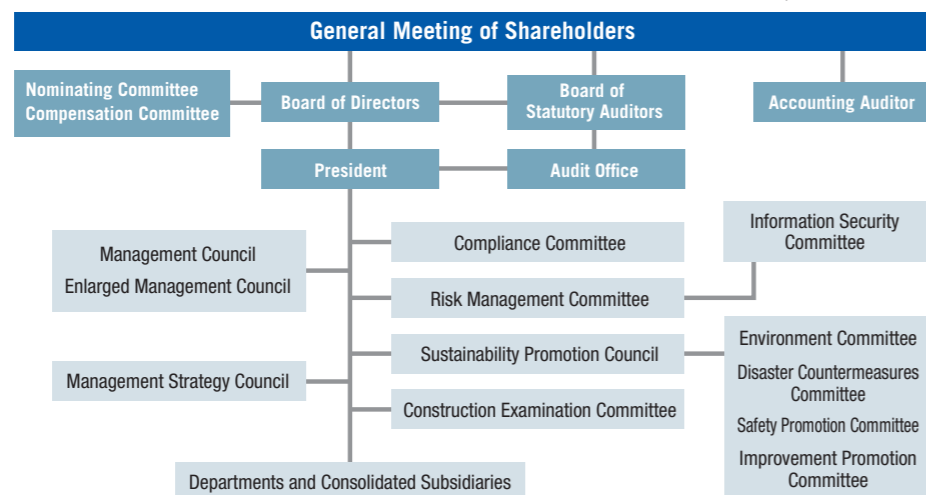 General Meeting of Shareholders
Nominating Committee
Compensation Committee
Board of Directors
Board of
Statutory Auditors
Accounting Auditor
President
Audit Office
Management Council
Enlarged Management Council
Compliance Committee
Information Security
Committee
Risk Management Committee
Sustainability Promotion Council
Environment Committee
Disaster Countermeasures
Committee
Safety Promotion Committee
Improvement Promotion
Committee
Management Strategy Council
Construction Examination Committee
Departments and Consolidated Subsidiaries